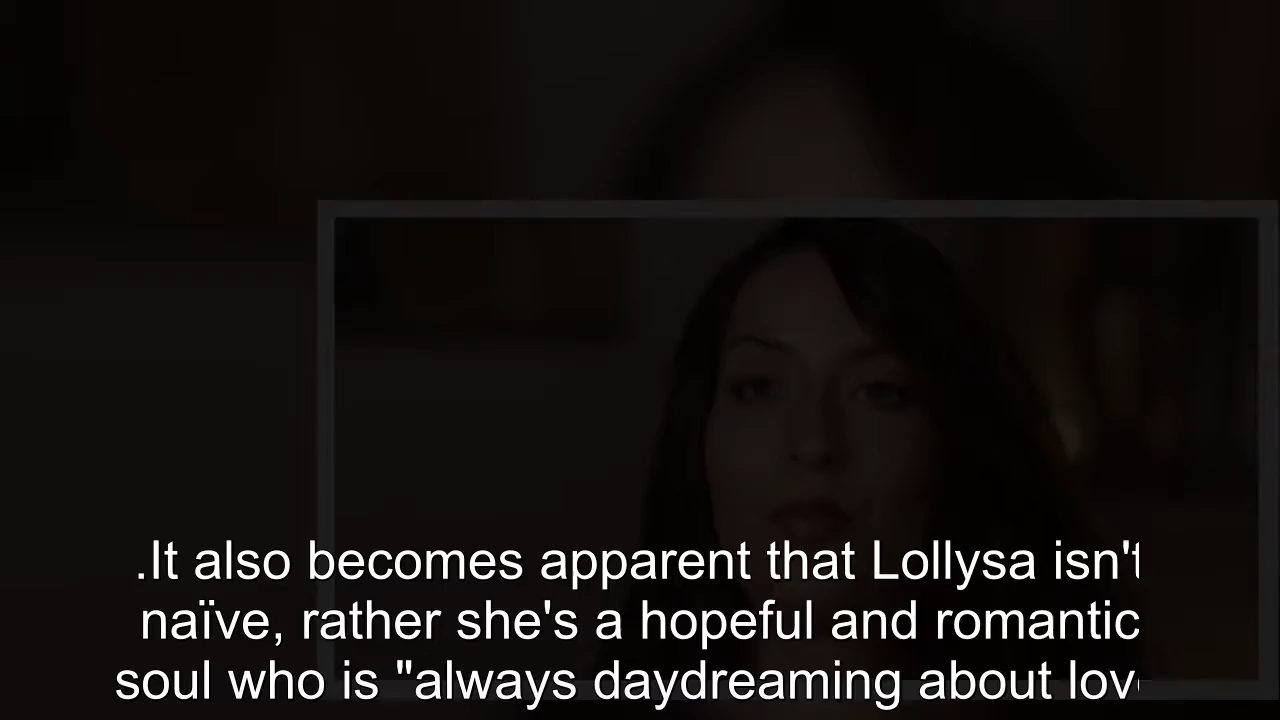 .It also becomes apparent that Lollysa isn't
naïve, rather she's a hopeful and romantic
soul who is "always daydreaming about